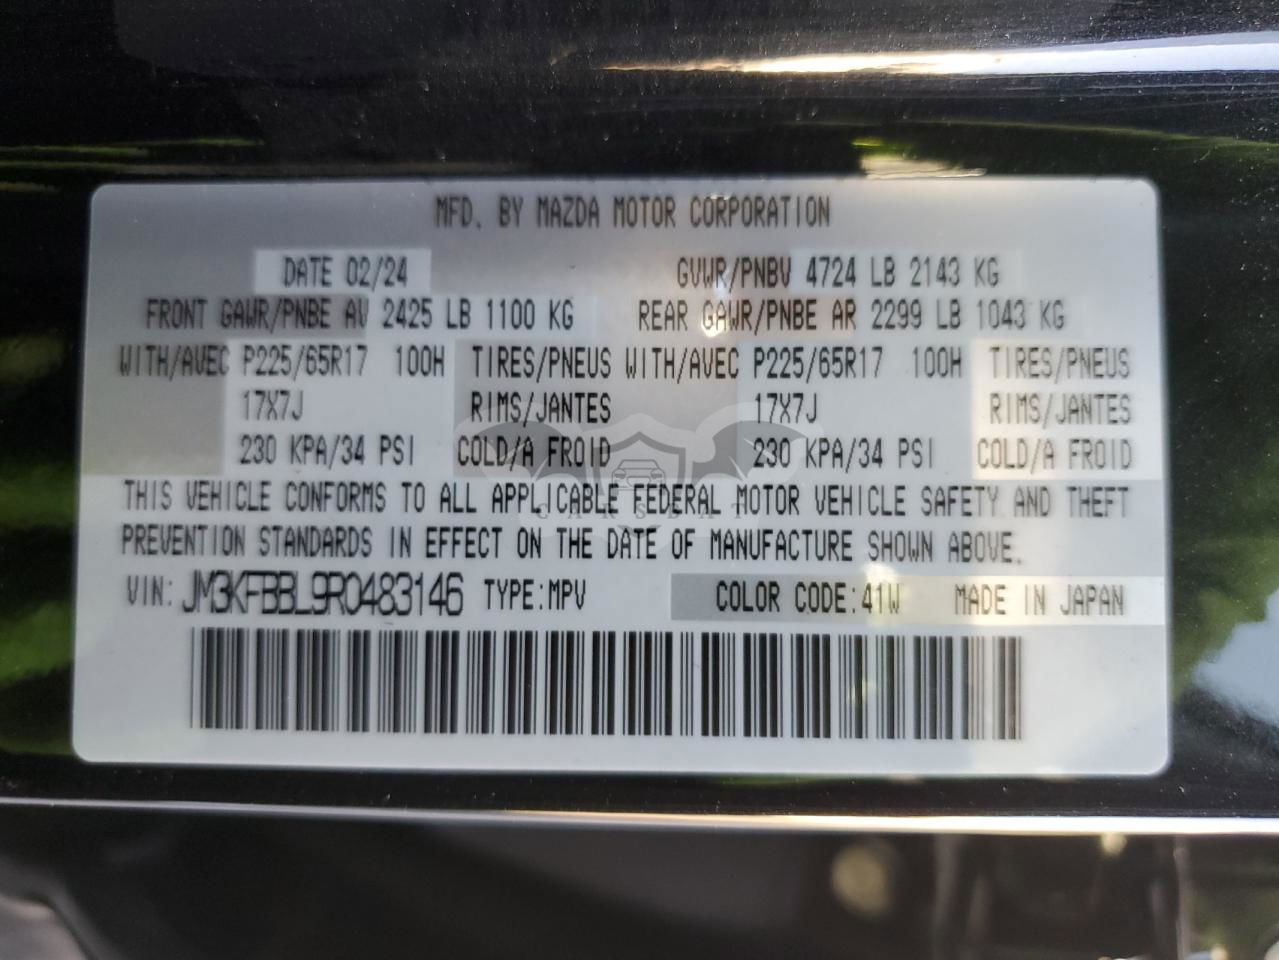 MFD. BY MAZDA MOTOR CORPORATION
DATE 02/24 GVWR/PNBV 4724 LB 2143 KG
FRONT GAWR/PNBE AV 2425 LB 1100 KG REAR GAWR/PNBE AR 2299 LB 1043 KG
WITH/AVEC P225/65R17 100H TIRES/PNEUS WITH/AVEC P225/65R17 100H TIRES/PNEUS
17X7J RIMS/JANTES 17X7J RIMS/JANTES
230 KPA/34 PSI COLD/A FROID 230 KPA/34 PSI COLD/A FROID
THIS VEHICLE CONFORMS TO ALL APPLICABLE FEDERAL MOTOR VEHICLE SAFETY AND THEFT
CARSBAT
PREVENTION STANDARDS IN EFFECT ON THE DATE OF MANUFACTURE SHOWN ABOVE.
VIN: JM3KFBBL9R0483146 TYPE:MPV COLOR CODE:41W MADE IN JAPAN